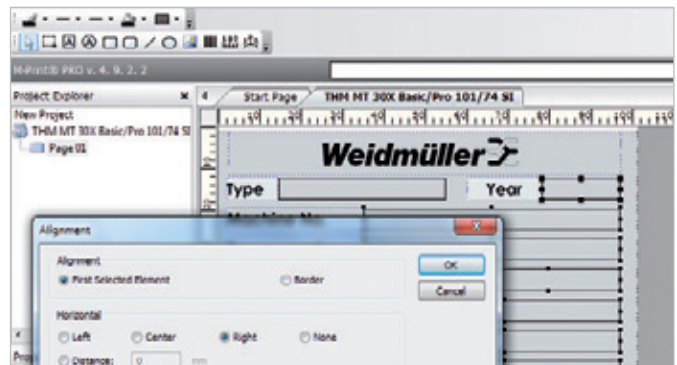 M-Print® PRO v. 4. 9. 2. 2
Project Explorer
Start Page
THM MT 30X Basic/Pro 101/74 SI
New Project
THM MT 30X Basic/Pro 101/74 SI
Page 01
Weidmüller
Type
Year
Alignment
Alignment
First Selected Element
Border
OK
Cancel
Horizontal
Left
Center
Right
None
Distance:
0
mm